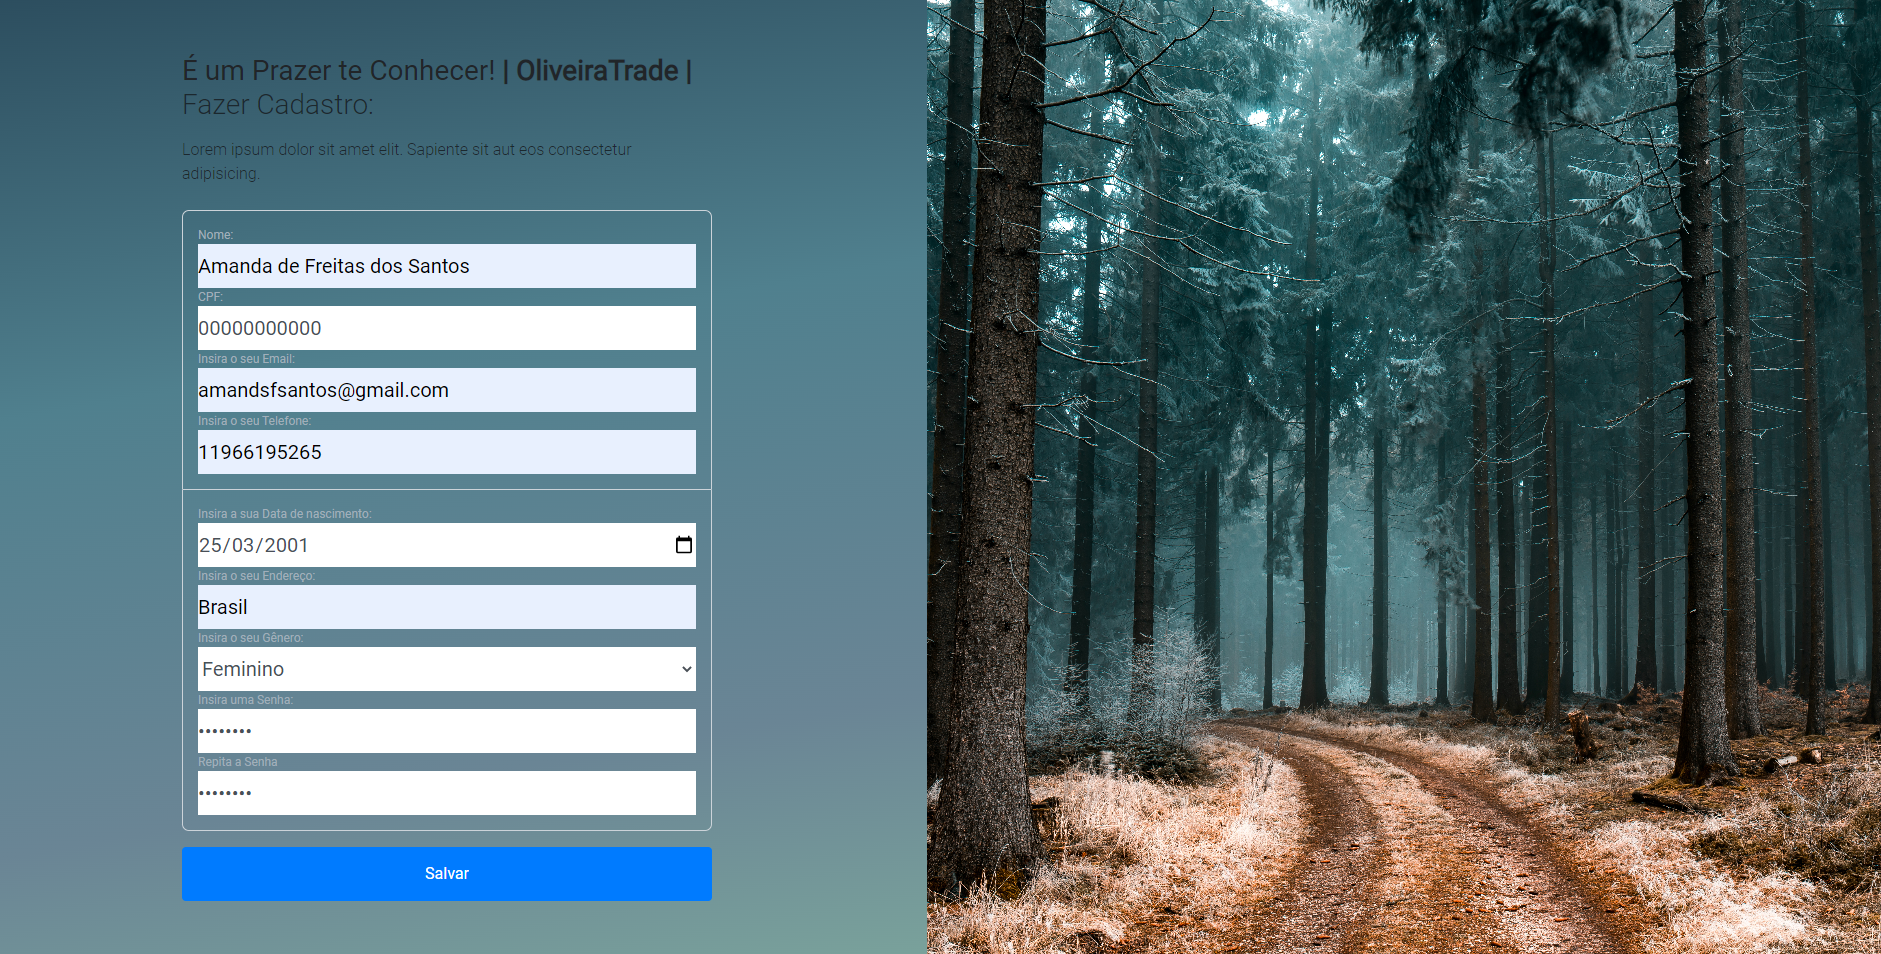 É um Prazer te Conhecer! | OliveiraTrade |
Fazer Cadastro:
Lorem ipsum dolor sit amet elit. Sapiente sit aut eos consectetur
adipisicing.
Nome:
Amanda de Freitas dos Santos
CPF:
00000000000
Insira o seu Email:
amandsfsantos@gmail.com
Insira o seu Telefone:
11966195265
Insira a sua Data de nascimento:
25/03/2001
Insira o seu Endereço:
Brasil
Insira o seu Gênero:
Feminino
Insira uma Senha:
••••••••
Repita a Senha
••••••••
Salvar